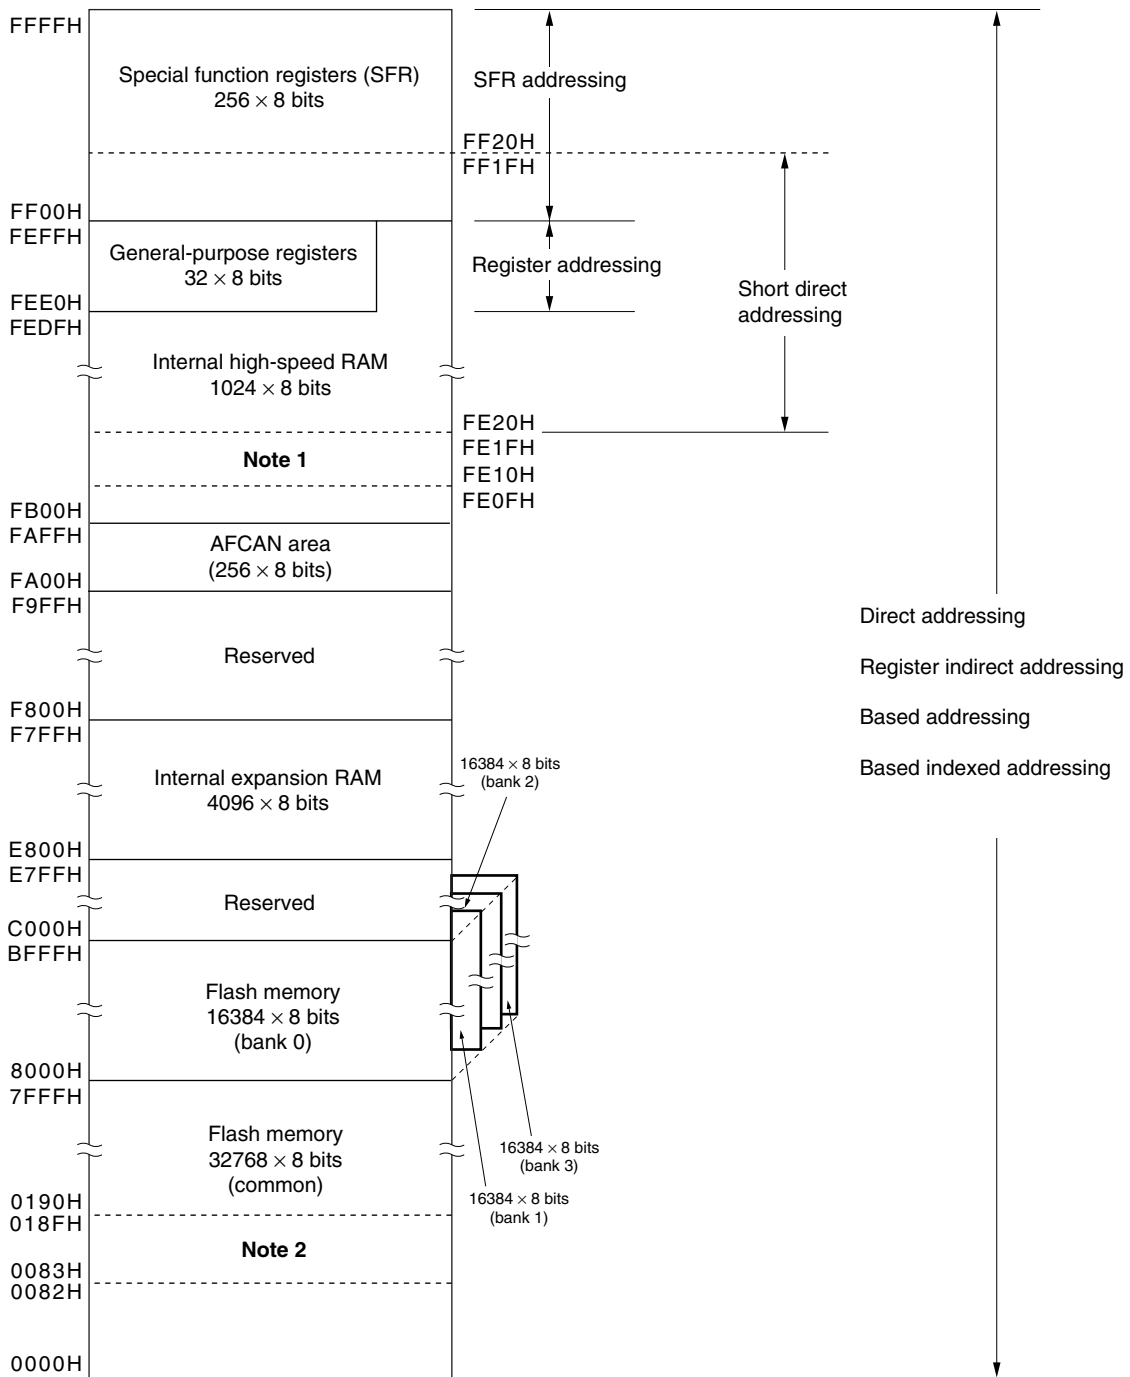 FFFFH
Special function registers (SFR)
256 × 8 bits
SFR addressing
FF20H
FF1FH
FF00H
FEFFH
General-purpose registers
32 × 8 bits
Register addressing
FEE0H
FEDFH
Short direct
addressing
Internal high-speed RAM
1024 × 8 bits
FE20H
FE1FH
Note 1
FE10H
FE0FH
FB00H
FAFFH
AFCAN area
(256 × 8 bits)
FA00H
F9FFH
Direct addressing
Reserved
Register indirect addressing
F800H
F7FFH
Based addressing
Internal expansion RAM
4096 × 8 bits
16384 × 8 bits
(bank 2)
Based indexed addressing
E800H
E7FFH
Reserved
C000H
BFFFH
Flash memory
16384 × 8 bits
(bank 0)
8000H
7FFFH
Flash memory
32768 × 8 bits
(common)
16384 × 8 bits
(bank 3)
16384 × 8 bits
(bank 1)
0190H
018FH
Note 2
0083H
0082H
0000H